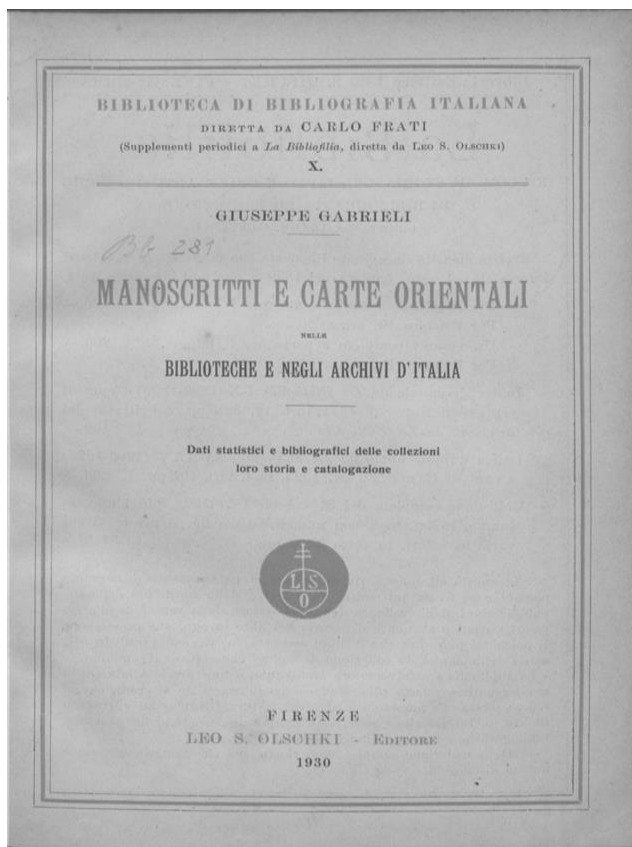 BIBLIOTECA DI BIBLIOGRAFIA ITALIANA
DIRETTA DA CARLO FRATI
(Supplementi periodici a La Bibliofilia, diretta da LEO S. OLSCHKI)
X.
GIUSEPPE GABRIELI
Bb 281
MANOSCRITTI E CARTE ORIENTALI
NELLE
BIBLIOTECHE E NEGLI ARCHIVI D'ITALIA
Dati statistici e bibliografici delle collezioni
loro storia e catalogazione
L S
O
FIRENZE
LEO S. OLSCHKI - EDITORE
1930